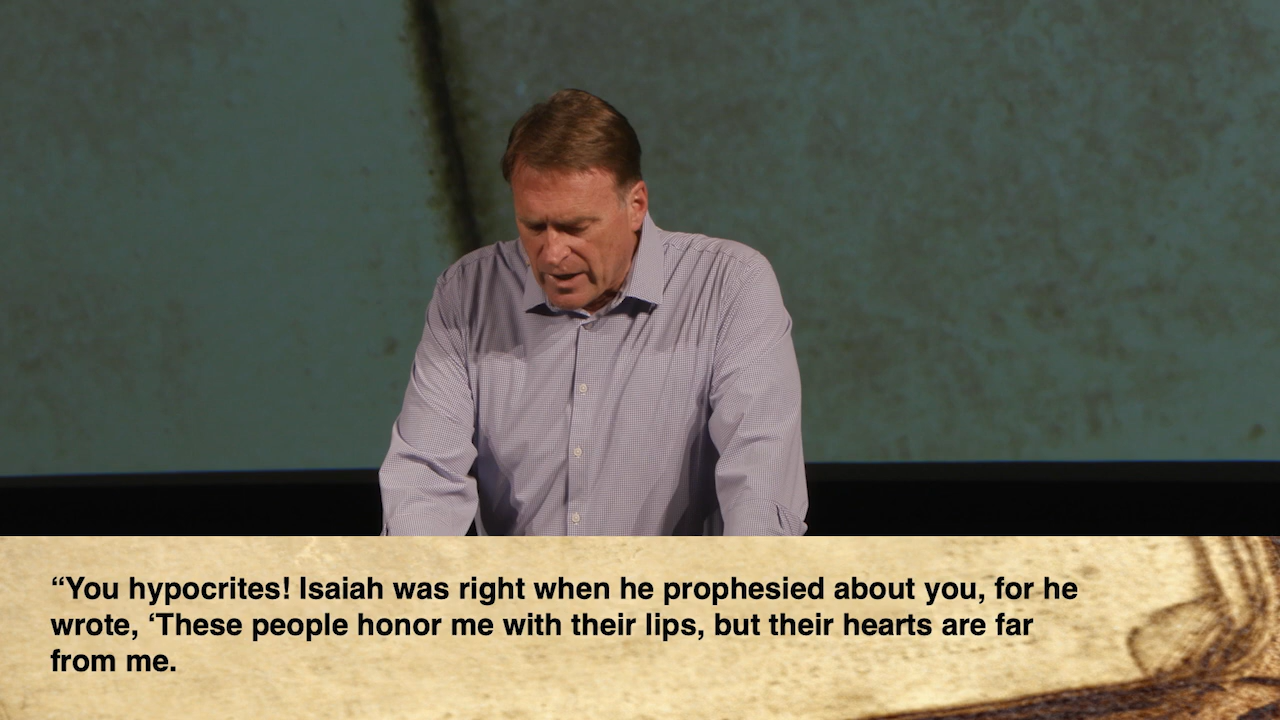 “You hypocrites! Isaiah was right when he prophesied about you, for he
wrote, ‘These people honor me with their lips, but their hearts are far
from me.